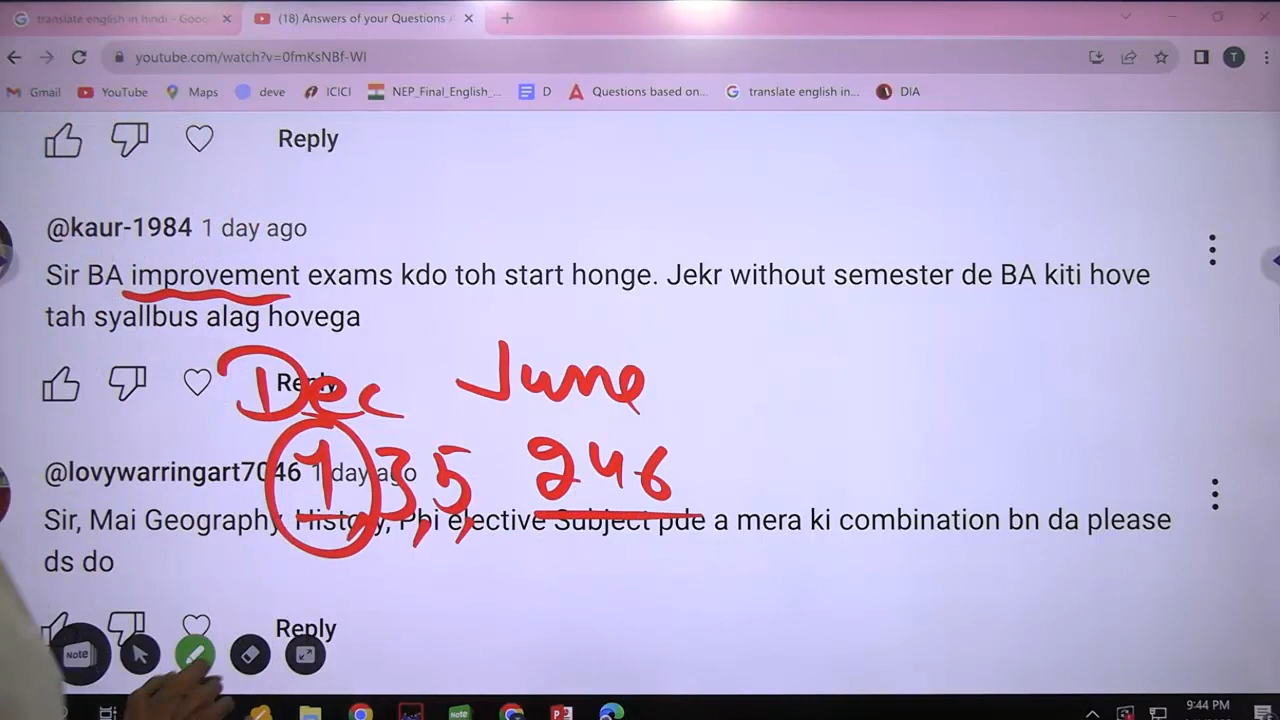 translate english in hindi - Goo
(18) Answers of your Questions
youtube.com/watch?v=0fmKsNBf-WI
T
Gmail YouTube Maps deve ICICI NEP_Final_English_... D Questions based on... translate english in... DIA
Reply
@kaur-1984 1 day ago
Sir BA improvement exams kdo toh start honge. Jekr without semester de BA kiti hove
tah syallbus alag hovega
Reply
Dec June
1, 3, 5, 2 4 6
@lovywarringart7046 1 day ago
Sir, Mai Geography, History, Phi elective Subject pde a mera ki combination bn da please
ds do
Reply
Note
Note
9:44 PM